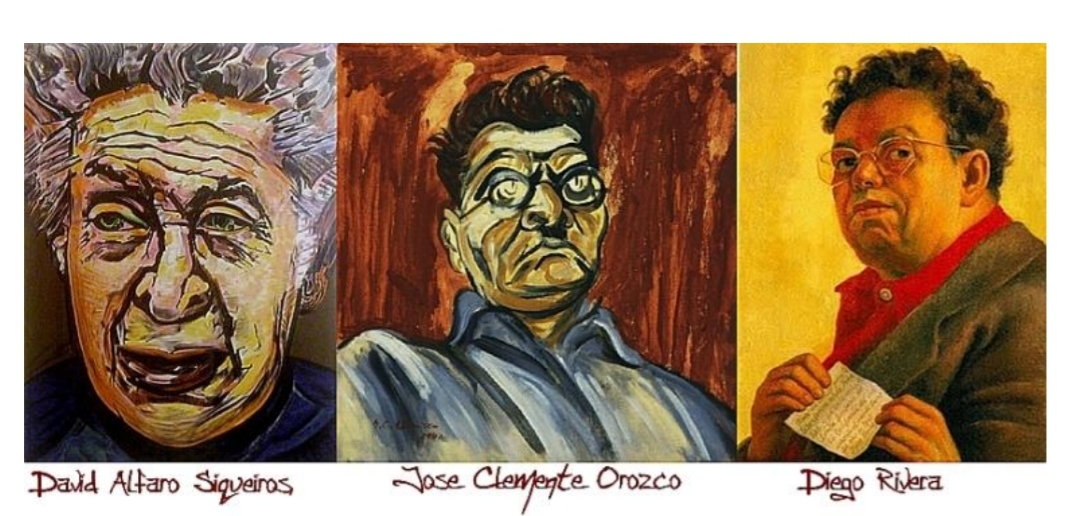 David Alfaro Siqueiros
Jose Clemente Orozco
Diego Rivera